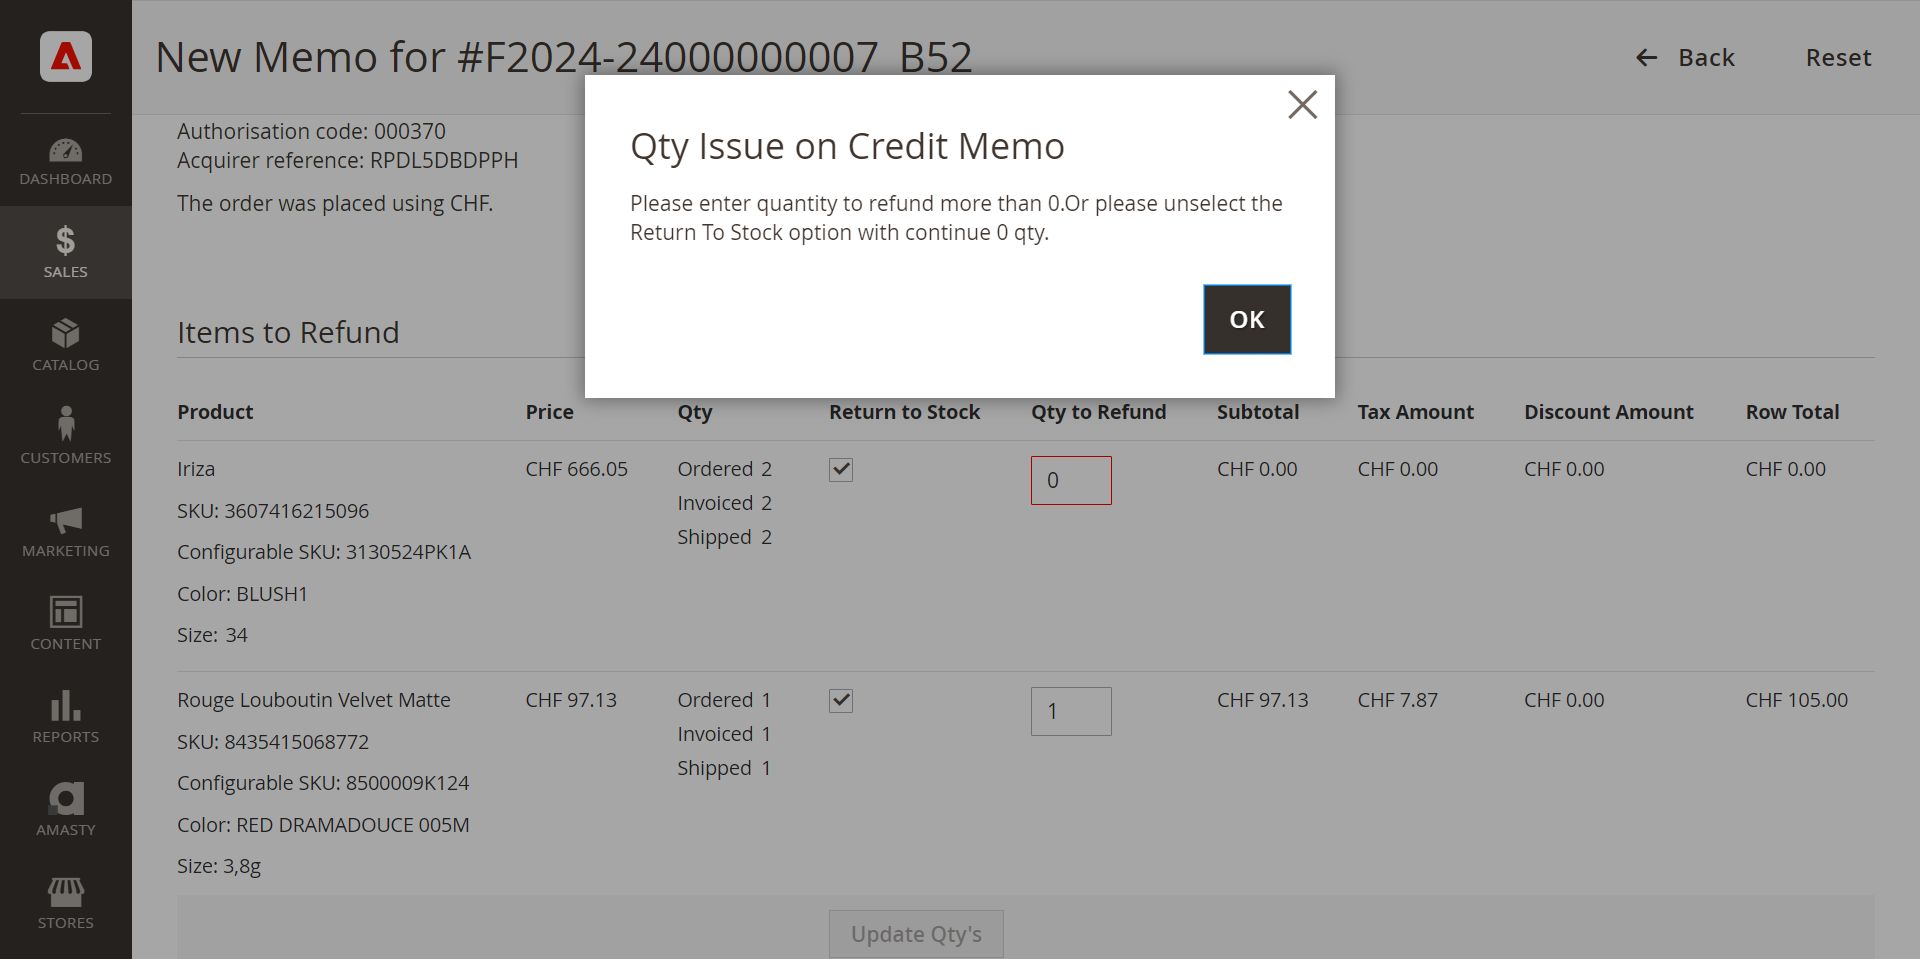 New Memo for #F2024-24000000007_B52
Back
Reset
Authorisation code: 000370
Acquirer reference: RPDL5DBDPPH
The order was placed using CHF.
Qty Issue on Credit Memo
Please enter quantity to refund more than 0.Or please unselect the
Return To Stock option with continue 0 qty.
OK
DASHBOARD
SALES
CATALOG
CUSTOMERS
MARKETING
CONTENT
REPORTS
AMASTY
STORES
Items to Refund
Product Price Qty Return to Stock Qty to Refund Subtotal Tax Amount Discount Amount Row Total
Iriza CHF 666.05 Ordered 2 0 CHF 0.00 CHF 0.00 CHF 0.00 CHF 0.00
Invoiced 2
SKU: 3607416215096
Shipped 2
Configurable SKU: 3130524PK1A
Color: BLUSH1
Size: 34
Rouge Louboutin Velvet Matte CHF 97.13 Ordered 1 1 CHF 97.13 CHF 7.87 CHF 0.00 CHF 105.00
Invoiced 1
SKU: 8435415068772
Shipped 1
Configurable SKU: 8500009K124
Color: RED DRAMADOUCE 005M
Size: 3,8g
Update Qty's